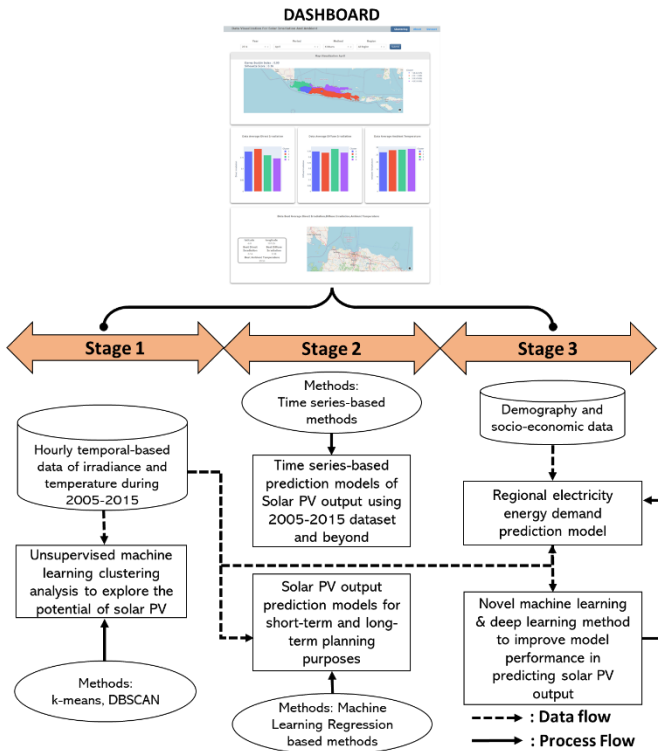 DASHBOARD
Stage 1
Stage 2
Stage 3
Hourly temporal-based
data of irradiance and
temperature during
2005-2015
Unsupervised machine
learning clustering
analysis to explore the
potential of solar PV
Methods:
k-means, DBSCAN
Methods:
Time series-based
methods
Time series-based
prediction models of
Solar PV output using
2005-2015 dataset
and beyond
Solar PV output
prediction models for
short-term and long-
term planning
purposes
Methods: Machine
Learning Regression
based methods
Demography and
socio-economic data
Regional electricity
energy demand
prediction model
Novel machine learning
& deep learning method
to improve model
performance in
predicting solar PV
output
: Data flow
: Process Flow